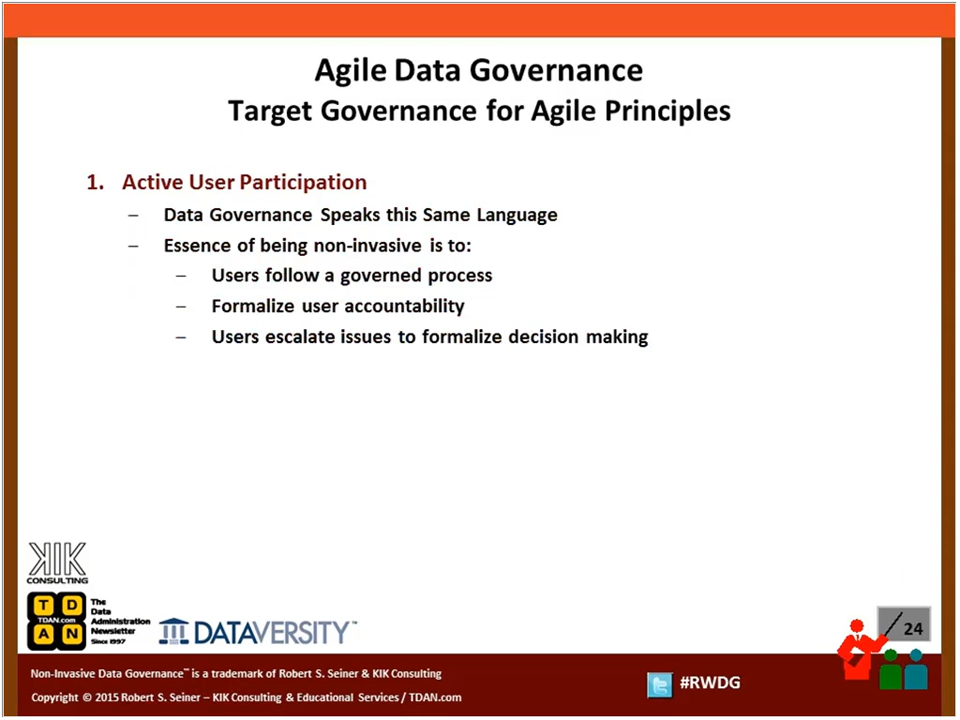 Agile Data Governance
Target Governance for Agile Principles
1. Active User Participation
– Data Governance Speaks this Same Language
– Essence of being non-invasive is to:
– Users follow a governed process
– Formalize user accountability
– Users escalate issues to formalize decision making
KIK
CONSULTING
T D
TDAN.com
A N
The
Data
Administration
Newsletter
Since 1997
DATAVERSITY™
24
Non-Invasive Data Governance™ is a trademark of Robert S. Seiner & KIK Consulting
Copyright © 2015 Robert S. Seiner – KIK Consulting & Educational Services / TDAN.com
#RWDG